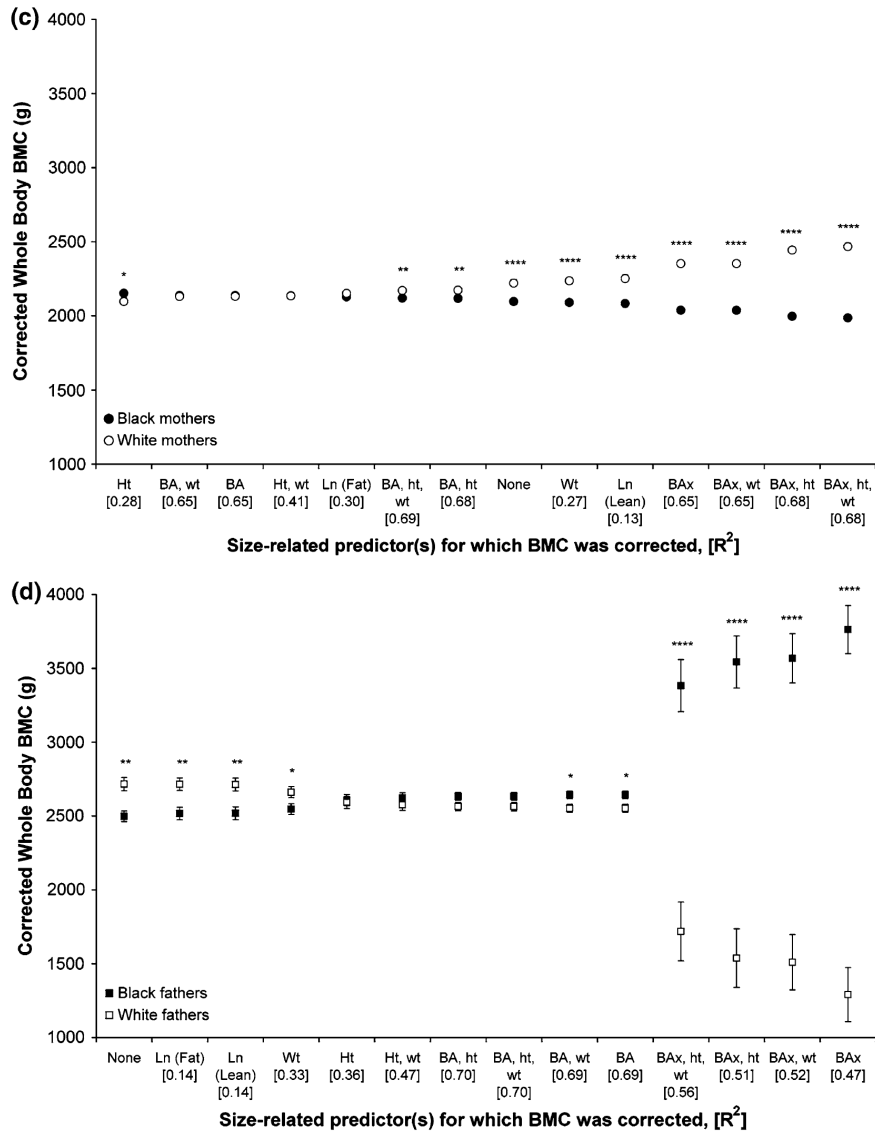 (c)
Corrected Whole Body BMC (g)
4000
3500
3000
2500
2000
1500
1000
* ** ** **** **** **** **** **** **** ****
Black mothers
White mothers
Ht [0.28]
BA, wt [0.65]
BA [0.65]
Ht, wt [0.41]
Ln (Fat) [0.30]
BA, ht, wt [0.69]
BA, ht [0.68]
None
Wt [0.27]
Ln (Lean) [0.13]
BAx [0.65]
BAx, wt [0.65]
BAx, ht [0.68]
BAx, ht, wt [0.68]
Size-related predictor(s) for which BMC was corrected, [R²]
(d)
Corrected Whole Body BMC (g)
4000
3500
3000
2500
2000
1500
1000
** ** ** * * * **** **** **** ****
Black fathers
White fathers
None
Ln (Fat) [0.14]
Ln (Lean) [0.14]
Wt [0.33]
Ht [0.36]
Ht, wt [0.47]
BA, ht [0.70]
BA, ht, wt [0.70]
BA, wt [0.69]
BA [0.69]
BAx, ht, wt [0.56]
BAx, ht [0.51]
BAx, wt [0.52]
BAx [0.47]
Size-related predictor(s) for which BMC was corrected, [R²]